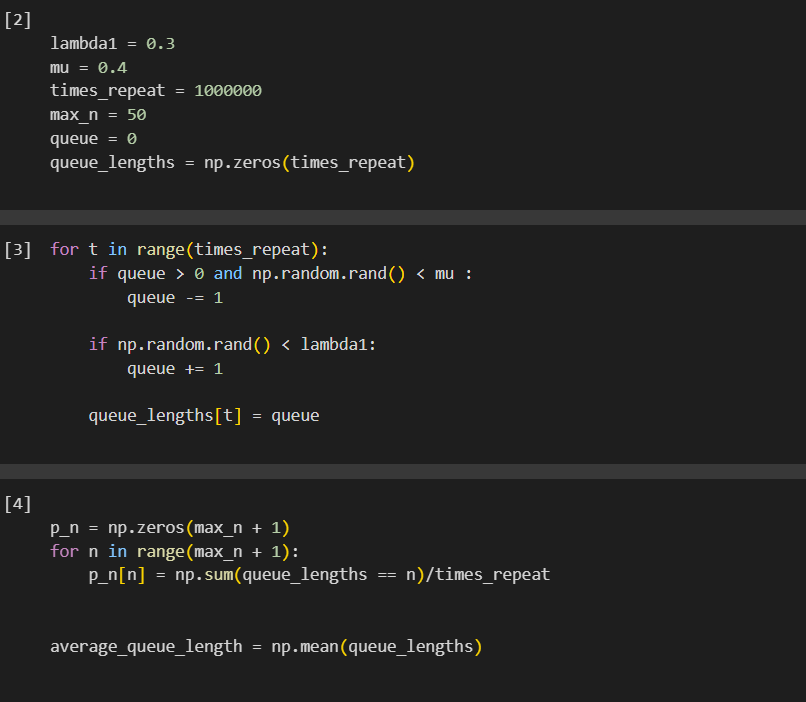 [2]
lambda1 = 0.3
mu = 0.4
times_repeat = 1000000
max_n = 50
queue = 0
queue_lengths = np.zeros(times_repeat)
[3] for t in range(times_repeat):
if queue > 0 and np.random.rand() < mu :
queue -= 1
if np.random.rand() < lambda1:
queue += 1
queue_lengths[t] = queue
[4]
p_n = np.zeros(max_n + 1)
for n in range(max_n + 1):
p_n[n] = np.sum(queue_lengths == n)/times_repeat
average_queue_length = np.mean(queue_lengths)